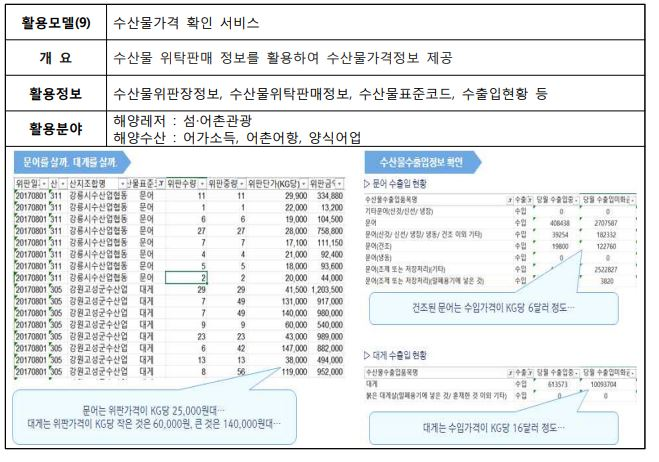 활용모델(9) 수산물가격 확인 서비스
개 요 수산물 위탁판매 정보를 활용하여 수산물가격정보 제공
활용정보 수산물위판장정보, 수산물위탁판매정보, 수산물표준코드, 수출입현황 등
활용분야 해양레저 : 섬·어촌관광
해양수산 : 어가소득, 어촌어항, 양식어업
문어를 살까. 대게를 살까.
위판일 산 산지조합명 산물표준코 위판수량 위판중량 위판단가(KG당) 위판금액
20170801 311 강릉시수산업협동 문어 11 11 29,900 334,880
20170801 311 강릉시수산업협동 문어 1 1 22,000 13,200
20170801 311 강릉시수산업협동 문어 6 6 19,000 104,500
20170801 311 강릉시수산업협동 문어 27 27 28,000 758,800
20170801 311 강릉시수산업협동 문어 7 7 17,100 111,150
20170801 311 강릉시수산업협동 문어 4 4 21,000 92,400
20170801 311 강릉시수산업협동 문어 5 5 18,000 93,600
20170801 311 강릉시수산업협동 문어 2 2 20,000 44,000
20170801 305 강원고성군수산업 대게 29 29 41,500 1,203,500
20170801 305 강원고성군수산업 대게 7 49 131,000 917,000
20170801 305 강원고성군수산업 대게 7 49 140,000 980,000
20170801 305 강원고성군수산업 대게 9 9 60,000 540,000
20170801 305 강원고성군수산업 대게 23 23 43,000 989,000
20170801 305 강원고성군수산업 대게 6 42 147,000 882,000
20170801 305 강원고성군수산업 대게 13 13 38,000 494,000
20170801 305 강원고성군수산업 대게 8 56 119,000 952,000
문어는 위판가격이 KG당 25,000원대…
대게는 위판가격이 KG당 작은 것은 60,000원, 큰 것은 140,000원대…
수산물수출입정보 확인
▷ 문어 수출입 현황
수산물수출입품목명 수출 당월 수출입중 당월 수출입미화금
기타문어(산것/신선/냉장) 수입 0 0
문어 수입 408438 2707587
문어(산것/ 신선/ 냉장/ 냉동/ 건조 이외 기타) 수입 39254 182332
문어(건조) 수입 19800 122760
문어(냉동) 수입 0 0
문어(조제 또는 저장처리)(기타) 수입 2522827
문어(조제 또는 저장처리)(밀폐용기에 넣은 것) 수입 3820
건조된 문어는 수입가격이 KG당 6달러 정도…
▷ 대게 수출입 현황
수산물수출입품목명 수출 당월 수출입중 당월 수출입미화
대게 수입 613573 10093704
붉은 대게살(밀폐용기에 넣은 것/ 훈제한 것 이외 기타) 수입 0 0
대게는 수입가격이 KG당 16달러 정도…